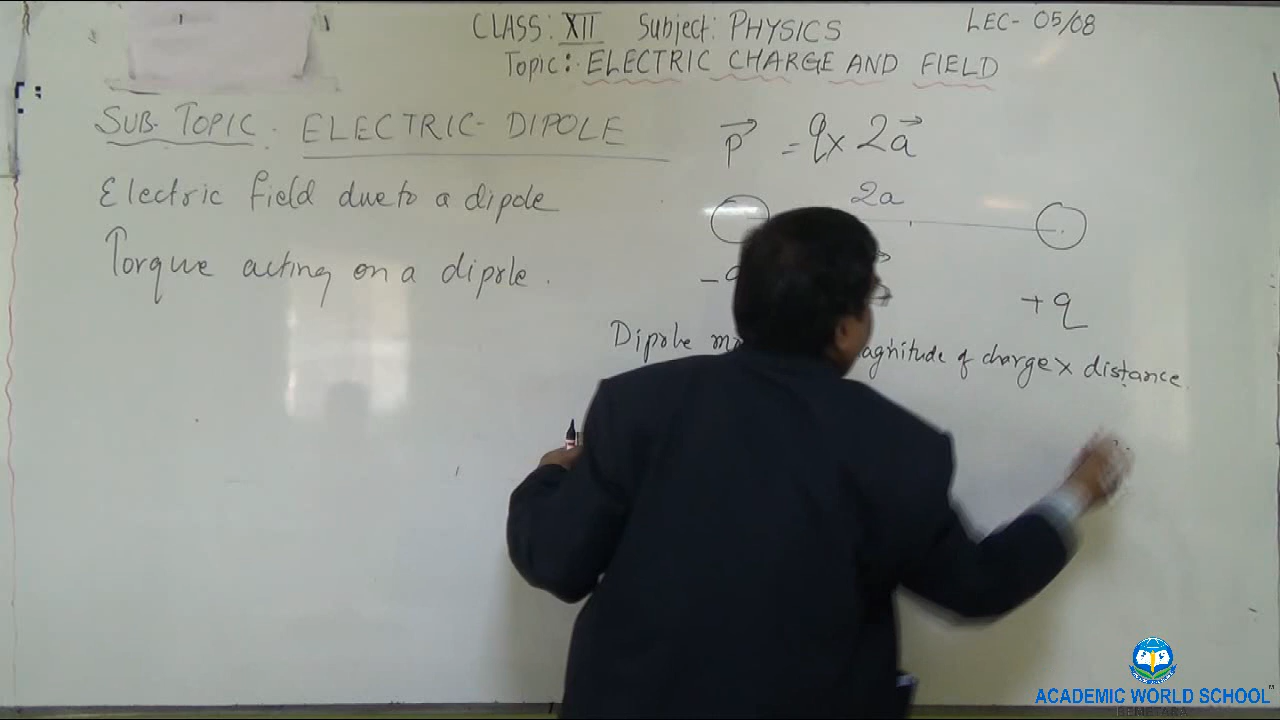 CLASS: XII Subject: PHYSICS LEC- 05/08
Topic: ELECTRIC CHARGE AND FIELD
SUB. TOPIC: ELECTRIC- DIPOLE
Electric field due to a dipole
Torque acting on a dipole.
p = q x 2a
2a
+ q
Dipole agnitude of charge x distance.
ACADEMIC WORLD SCHOOL"
BEMETARA